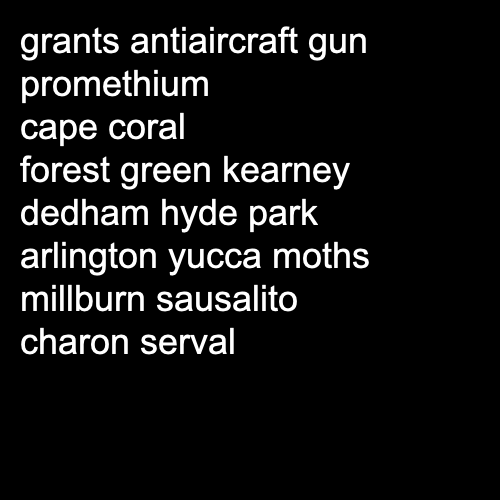 grants antiaircraft gun
promethium
cape coral
forest green kearney
dedham hyde park
arlington yucca moths
millburn sausalito
charon serval